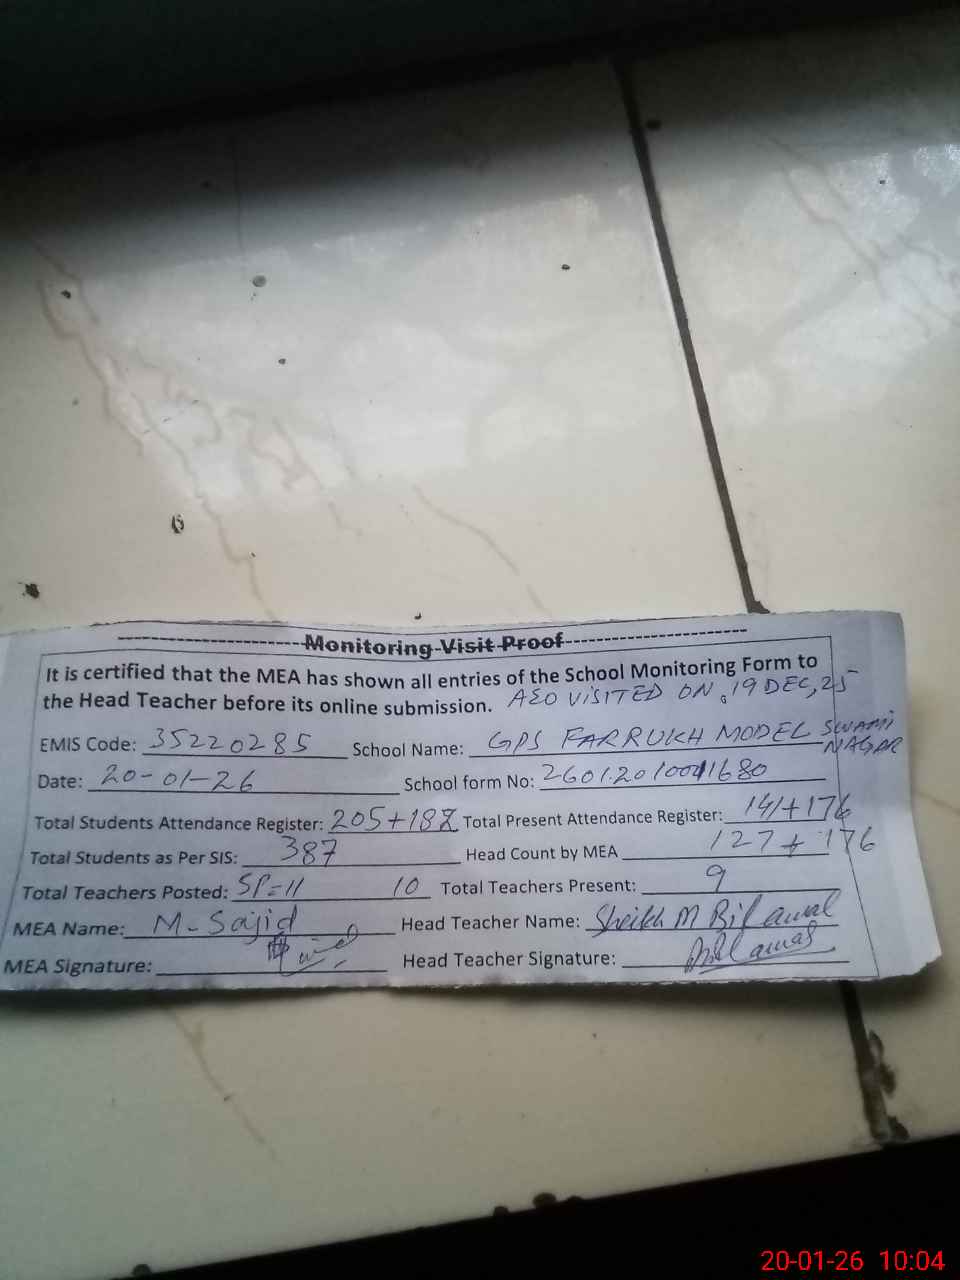 Monitoring Visit Proof
It is certified that the MEA has shown all entries of the School Monitoring Form to
the Head Teacher before its online submission. AEO VISITED ON 19 DEC, 25
EMIS Code: 35220285 School Name: GPS FARRUKH MODEL SWAMI NAGAR
Date: 20-01-26 School form No:
Total Students Attendance Register: 205+188 Total Present Attendance Register: 141+176
Total Students as Per SIS: 387 Head Count by MEA 127+176
Total Teachers Posted: SP=11 10 Total Teachers Present: 9
MEA Name: M-Sajid Head Teacher Name: Sheikh M Bilawal
MEA Signature: Head Teacher Signature: Bilawal
20-01-26 10:04